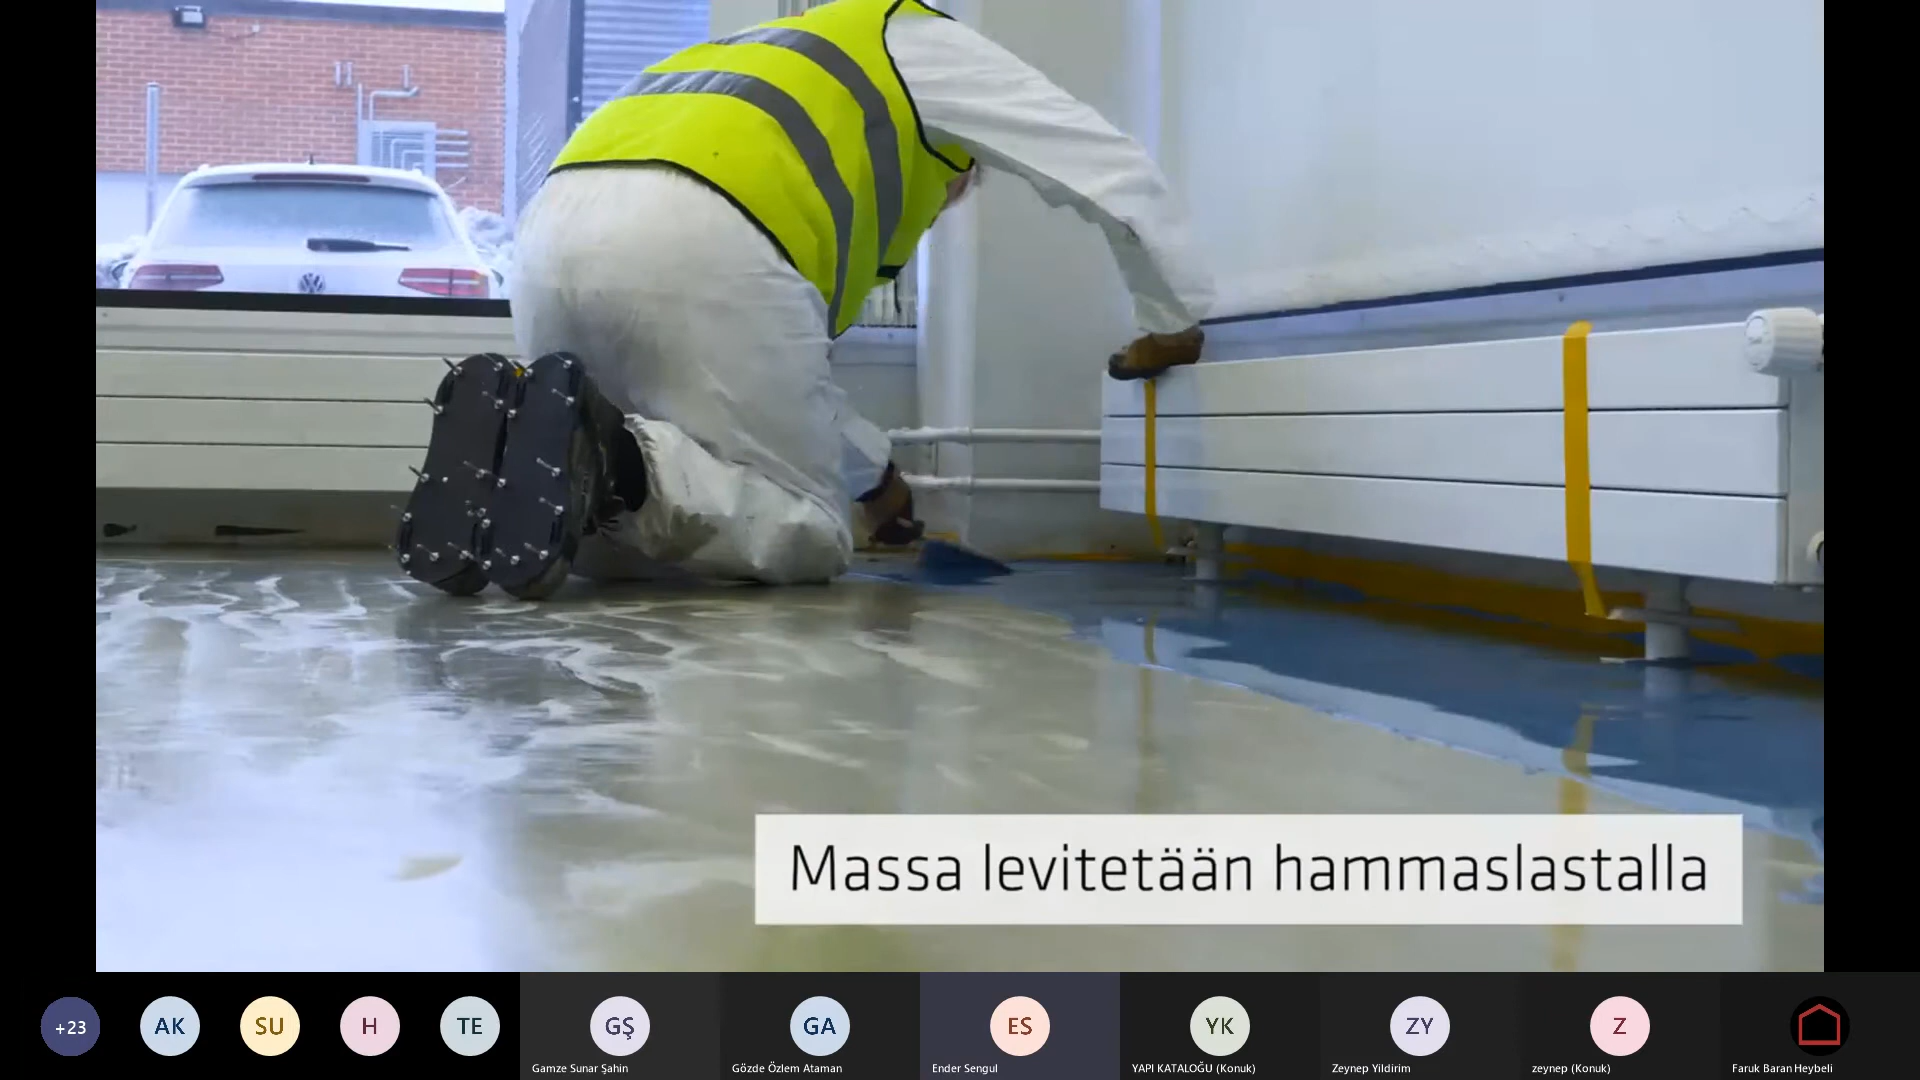 Massa levitetään hammaslastalla
+23
AK
SU
H
TE
GŞ
GA
ES
YK
ZY
Z
Gamze Sunar Şahin
Gözde Özlem Ataman
Ender Sengul
YAPI KATALOĞU (Konuk)
Zeynep Yildirim
zeynep (Konuk)
Faruk Baran Heybeli